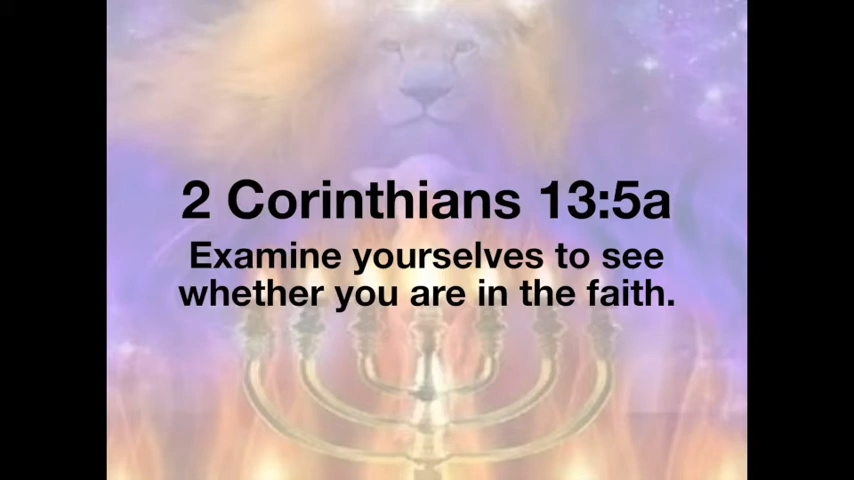 2 Corinthians 13:5a
Examine yourselves to see
whether you are in the faith.